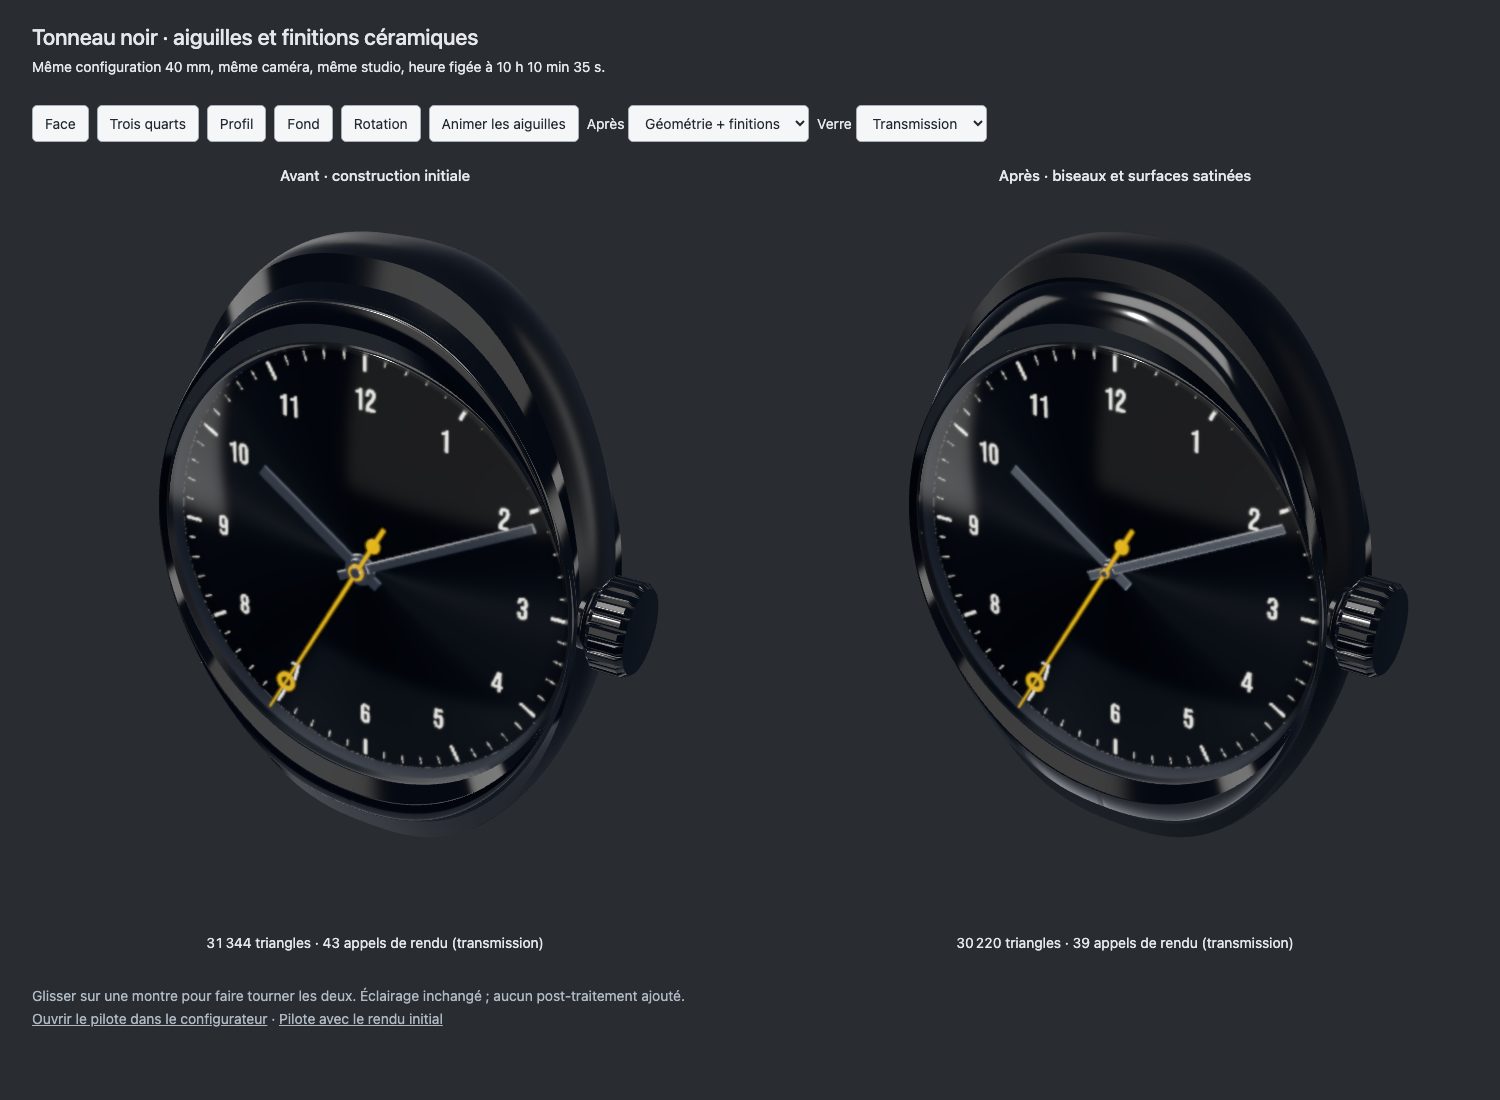 Tonneau noir · aiguilles et finitions céramiques
Même configuration 40 mm, même caméra, même studio, heure figée à 10 h 10 min 35 s.
Face Trois quarts Profil Fond Rotation Animer les aiguilles Après Géométrie + finitions Verre Transmission
Avant · construction initiale
12
11
1
10
2
9
3
8
4
7
6
5
31 344 triangles · 43 appels de rendu (transmission)
Après · biseaux et surfaces satinées
12
11
1
10
2
9
3
8
4
7
6
5
30 220 triangles · 39 appels de rendu (transmission)
Glisser sur une montre pour faire tourner les deux. Éclairage inchangé ; aucun post-traitement ajouté.
Ouvrir le pilote dans le configurateur · Pilote avec le rendu initial